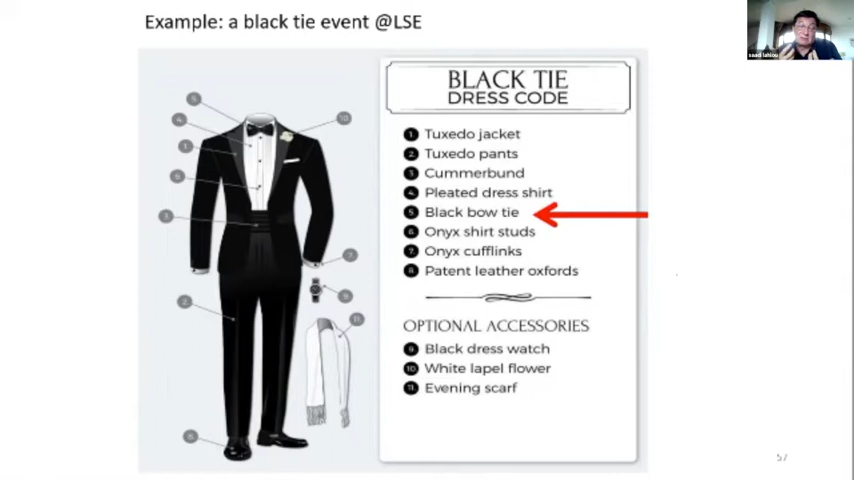 Example: a black tie event @LSE
BLACK TIE
DRESS CODE
1 Tuxedo jacket
2 Tuxedo pants
3 Cummerbund
4 Pleated dress shirt
5 Black bow tie
6 Onyx shirt studs
7 Onyx cufflinks
8 Patent leather oxfords
OPTIONAL ACCESSORIES
9 Black dress watch
10 White lapel flower
11 Evening scarf
57